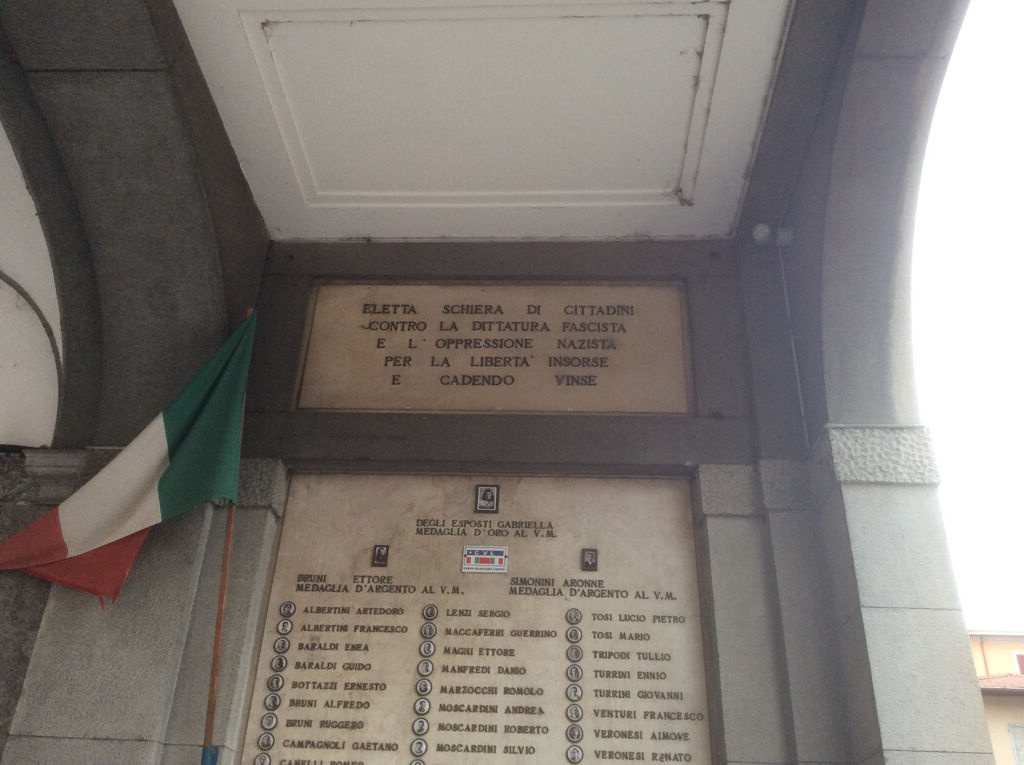 ELETTA SCHIERA DI CITTADINI
CONTRO LA DITTATURA FASCISTA
E L'OPPRESSIONE NAZISTA
PER LA LIBERTA' INSORSE
E CADENDO VINSE
DEGLI ESPOSTI GABRIELLA
MEDAGLIA D'ORO AL V.M.
C.V.L.
BRUNI ETTORE
MEDAGLIA D'ARGENTO AL V.M.
SIMONINI ARONNE
MEDAGLIA D'ARGENTO AL V.M.
ALBERTINI ARTEDORO
ALBERTINI FRANCESCO
BARALDI ENEA
BARALDI GUIDO
BOTTAZZI ERNESTO
BRUNI ALFREDO
BRUNI RUGGERO
CAMPAGNOLI GAETANO
CANELLI ROMEO
LENZI SERGIO
MACCAFERRI GUERRINO
MAGNI ETTORE
MANFREDI DANIO
MARZOCCHI ROMOLO
MOSCARDINI ANDREA
MOSCARDINI ROBERTO
MOSCARDINI SILVIO
TOSI LUCIO PIETRO
TOSI MARIO
TRIPODI TULLIO
TURRINI ENNIO
TURRINI GIOVANNI
VENTURI FRANCESCO
VERONESI AIMOVE
VERONESI RENATO